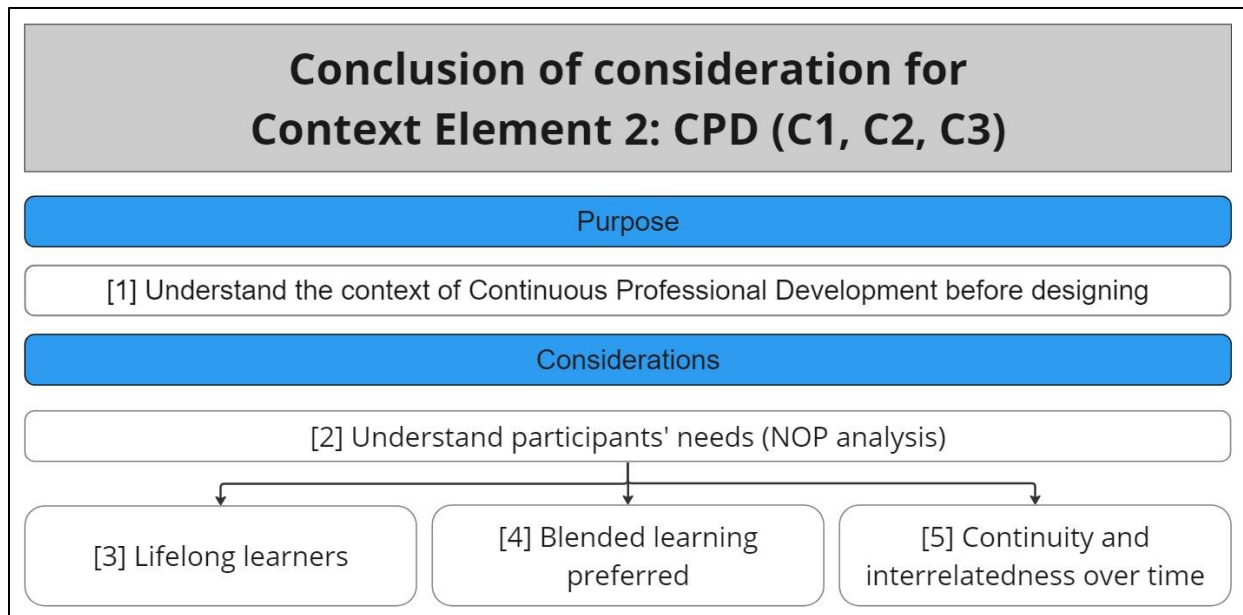 Conclusion of consideration for
Context Element 2: CPD (C1, C2, C3)
Purpose
[1] Understand the context of Continuous Professional Development before designing
Considerations
[2] Understand participants' needs (NOP analysis)
[3] Lifelong learners
[4] Blended learning
preferred
[5] Continuity and
interrelatedness over time